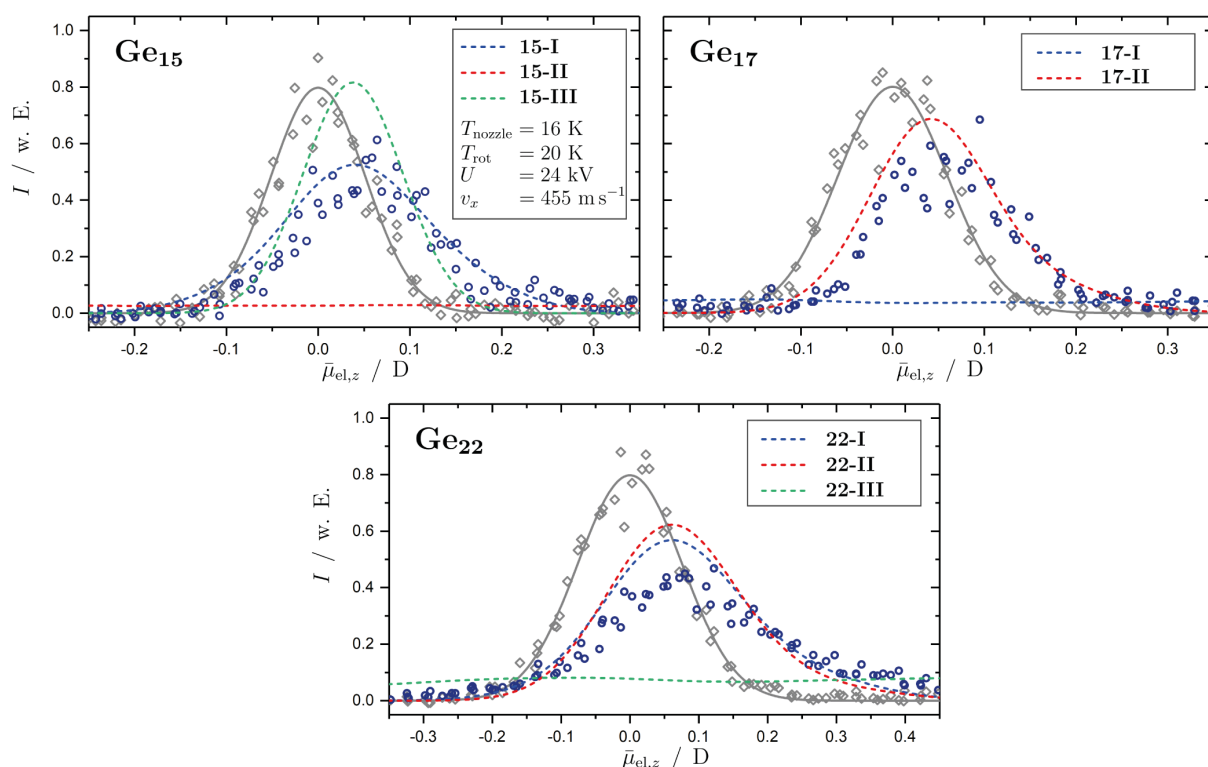 Ge15
15-I
15-II
15-III
T_nozzle = 16 K
T_rot = 20 K
U = 24 kV
v_x = 455 m s⁻¹
I / w. E.
1.0
0.8
0.6
0.4
0.2
0.0
-0.2 -0.1 0.0 0.1 0.2 0.3
μ̄el,z / D
Ge17
17-I
17-II
-0.2 -0.1 0.0 0.1 0.2 0.3
μ̄el,z / D
Ge22
22-I
22-II
22-III
I / w. E.
1.0
0.8
0.6
0.4
0.2
0.0
-0.3 -0.2 -0.1 0.0 0.1 0.2 0.3 0.4
μ̄el,z / D